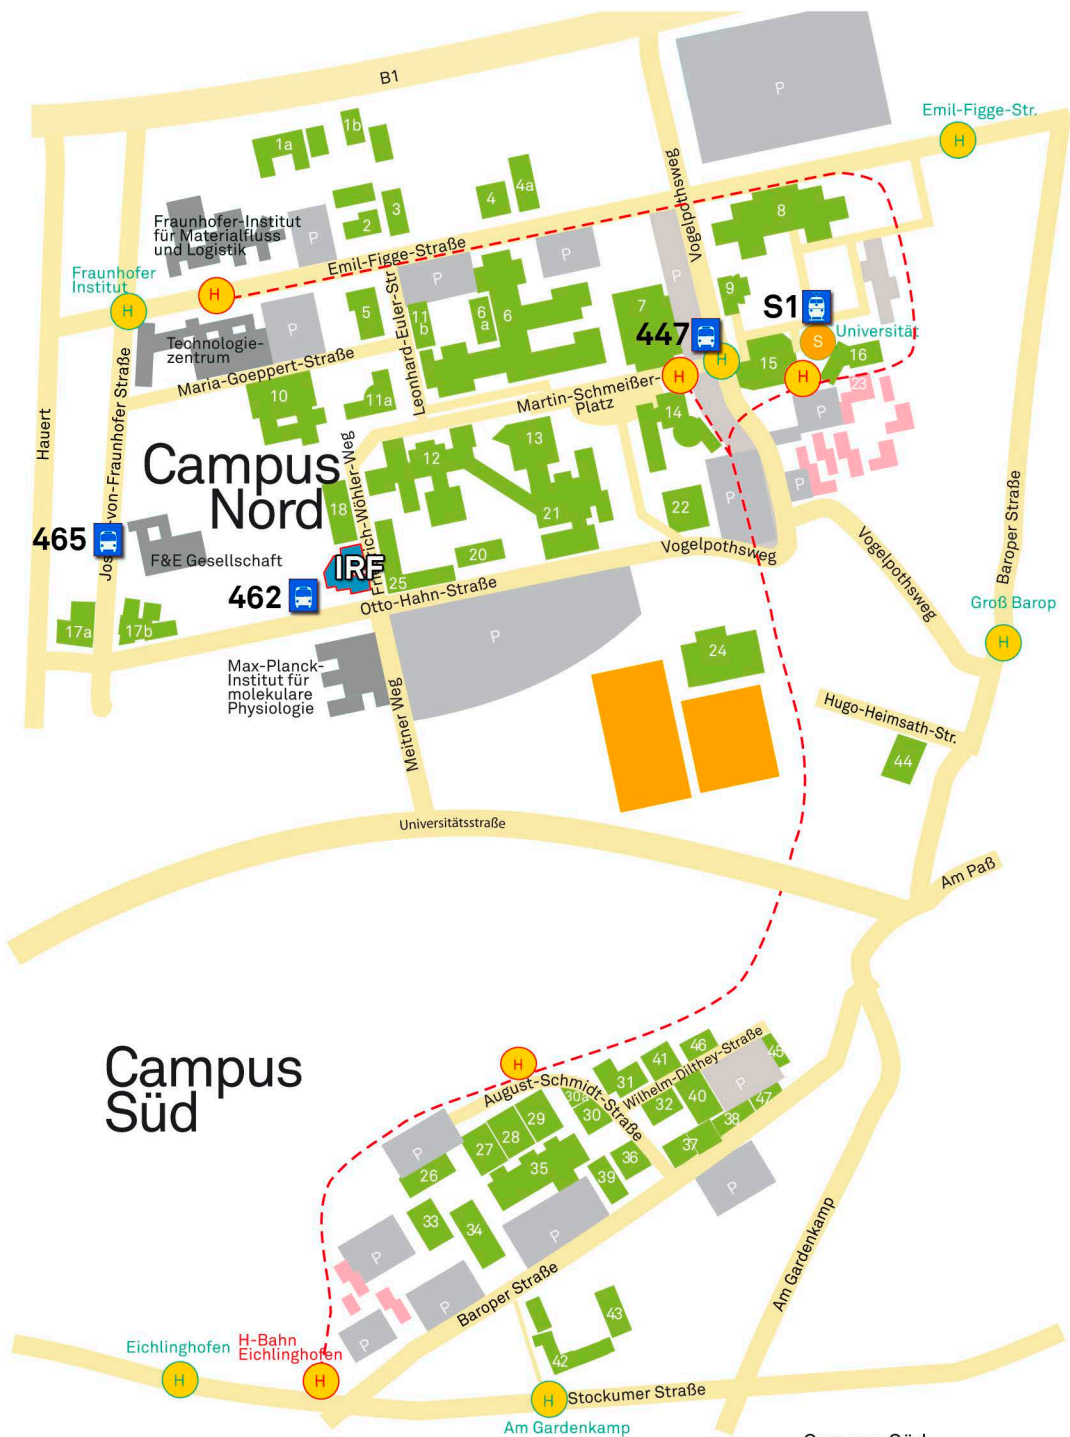 B1
P
Emil-Figge-Str.
H
1a
1b
Vogelpothsweg
4
4a
2
3
8
Fraunhofer-Institut
für Materialfluss
und Logistik
P
Emil-Figge-Straße
P
P
P
Fraunhofer
Institut
H
H
9
S1
5
11
b
6
a
6
7
447
H
S
Universität
Technologie-
zentrum
P
Leonhard-Euler-Str.
15
16
Maria-Goeppert-Straße
H
H
23
10
11a
Martin-Schmeißer-
Platz
14
P
Hauert
12
13
Campus
Nord
18
P
P
22
21
465
F&E Gesellschaft
IRF
20
Vogelpothsweg
Vogelpothsweg
Baroper Straße
462
25
Otto-Hahn-Straße
Groß Barop
H
17a
17b
P
24
Max-Planck-
Institut für
molekulare
Physiologie
Meitner Weg
Hugo-Heimsath-Str.
44
Universitätsstraße
Am Paß
Campus
Süd
H
August-Schmidt-Straße
Wilhelm-Dilthey-Straße
46
45
41
31
P
30a
30
32
40
47
29
28
27
38
37
P
26
35
36
39
P
33
34
P
P
Baroper Straße
P
P
43
42
Am Gardenkamp
Eichlinghofen
H
H-Bahn
Eichlinghofen
H
H
Stockumer Straße
Am Gardenkamp